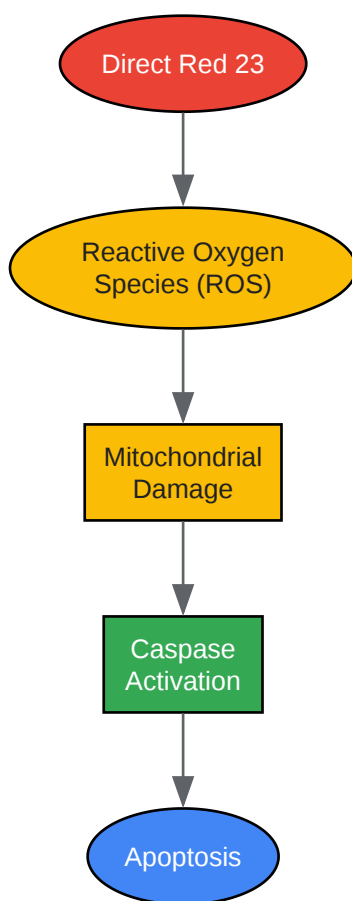 Direct Red 23
Reactive Oxygen
Species (ROS)
Mitochondrial
Damage
Caspase
Activation
Apoptosis